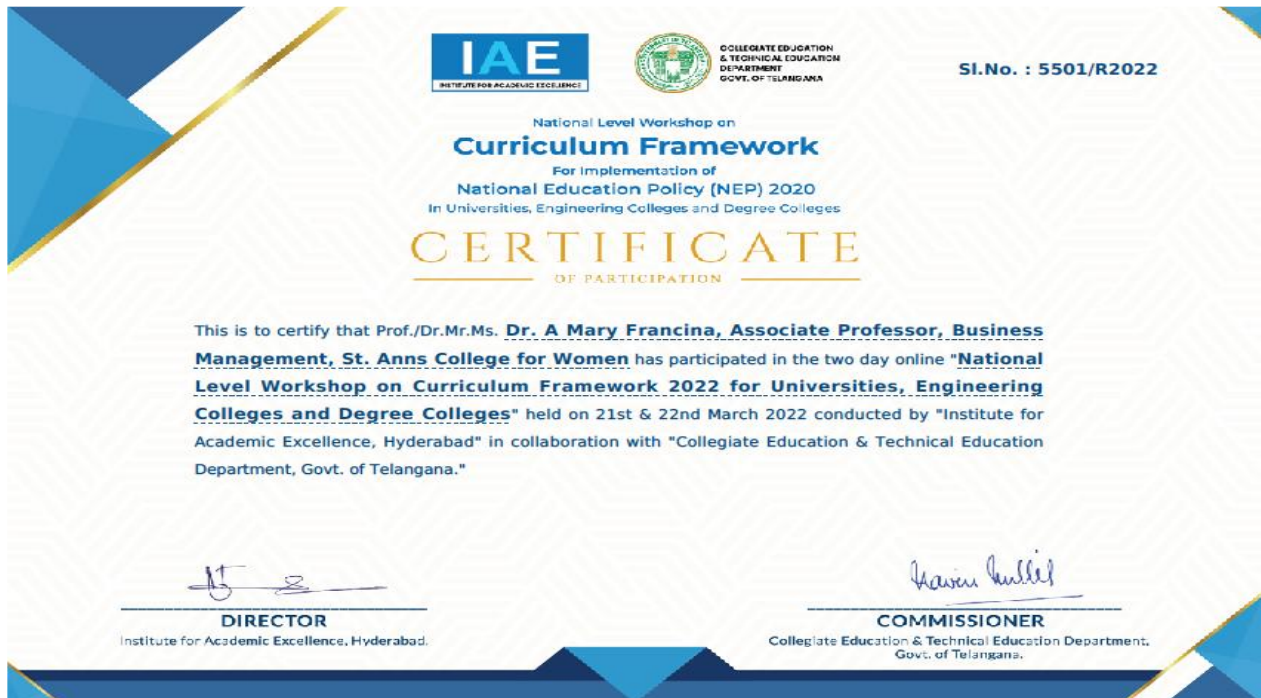 IAE
INSTITUTE FOR ACADEMIC EXCELLENCE
COLLEGIATE EDUCATION
& TECHNICAL EDUCATION
DEPARTMENT
GOVT. OF TELANGANA
Sl.No. : 5501/R2022
National Level Workshop on
Curriculum Framework
For Implementation of
National Education Policy (NEP) 2020
In Universities, Engineering Colleges and Degree Colleges
CERTIFICATE
OF PARTICIPATION
This is to certify that Prof./Dr.Mr.Ms. Dr. A Mary Francina, Associate Professor, Business
Management, St. Anns College for Women has participated in the two day online "National
Level Workshop on Curriculum Framework 2022 for Universities, Engineering
Colleges and Degree Colleges" held on 21st & 22nd March 2022 conducted by "Institute for
Academic Excellence, Hyderabad" in collaboration with "Collegiate Education & Technical Education
Department, Govt. of Telangana."
DIRECTOR
Institute for Academic Excellence, Hyderabad.
COMMISSIONER
Collegiate Education & Technical Education Department,
Govt. of Telangana.